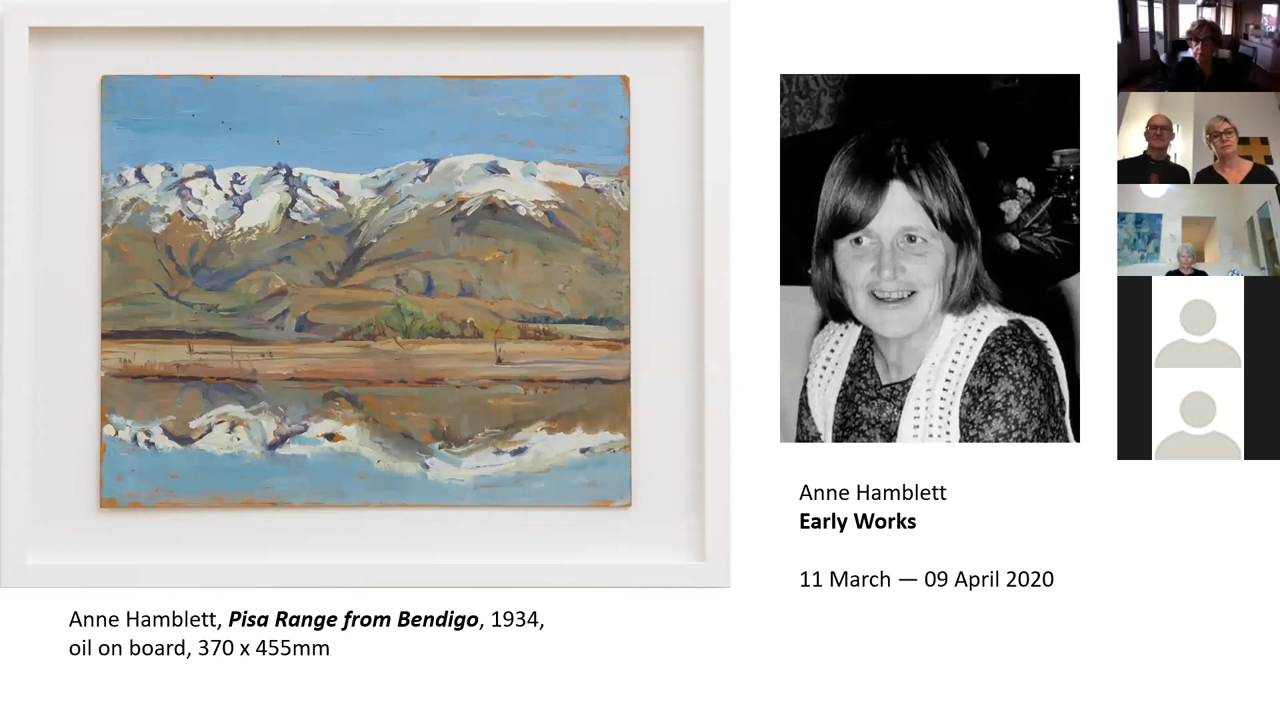 Anne Hamblett
Early Works
11 March — 09 April 2020
Anne Hamblett, Pisa Range from Bendigo, 1934,
oil on board, 370 x 455mm